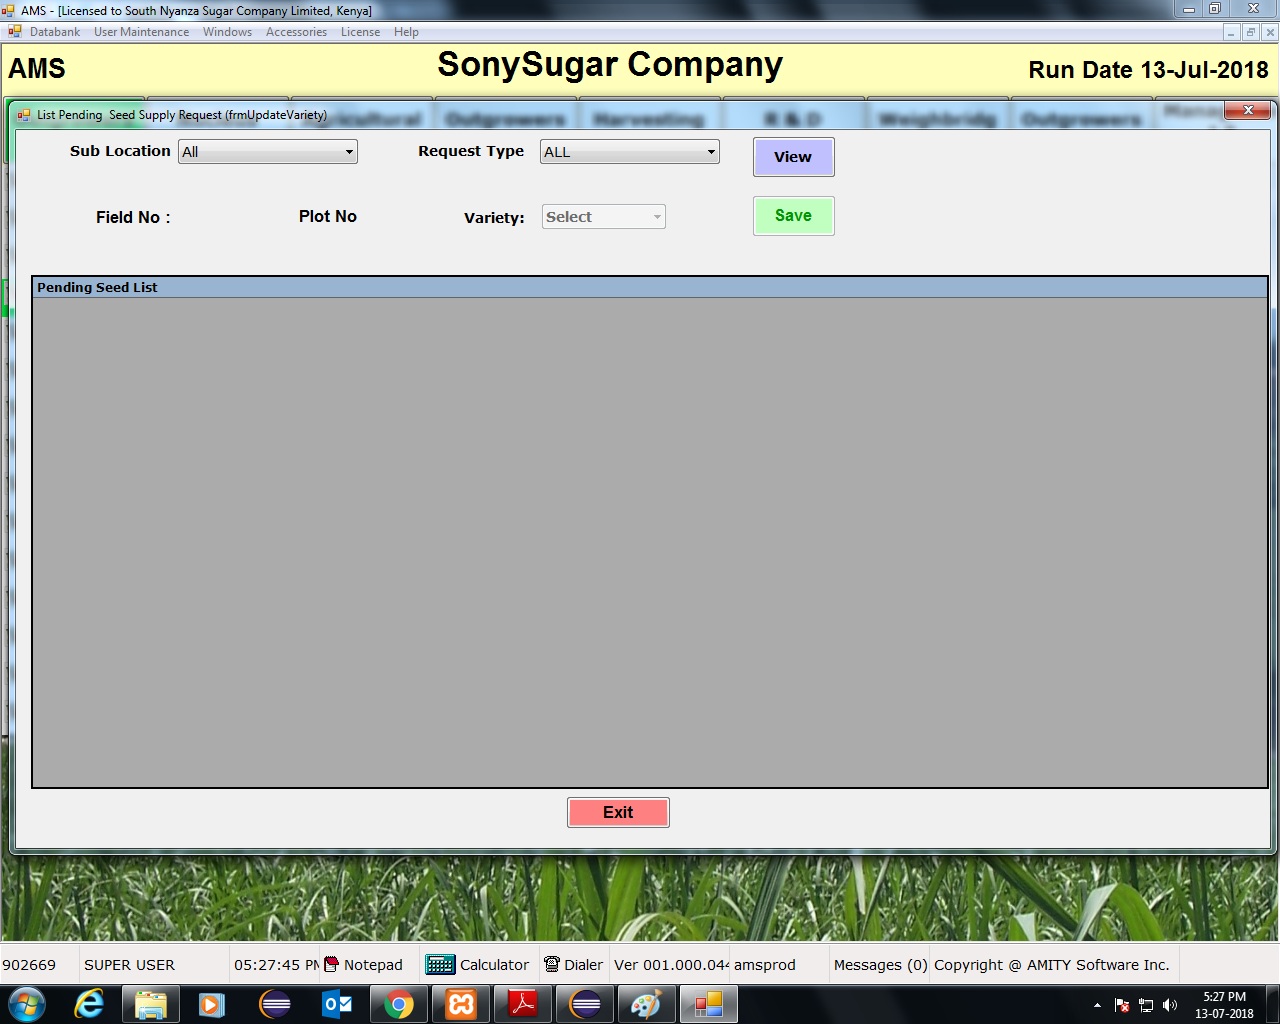 AMS - [Licensed to South Nyanza Sugar Company Limited, Kenya]
Databank User Maintenance Windows Accessories License Help
AMS SonySugar Company Run Date 13-Jul-2018
List Pending Seed Supply Request (frmUpdateVariety)
Outgrowers Harvesting R & D Weighbridg Outgrowers
Sub Location All Request Type ALL View
Field No : Plot No Variety: Select Save
Pending Seed List
Exit
902669 SUPER USER 05:27:45 PM Notepad Calculator Dialer Ver 001.000.044 amsprod Messages (0) Copyright @ AMITY Software Inc.
5:27 PM
13-07-2018